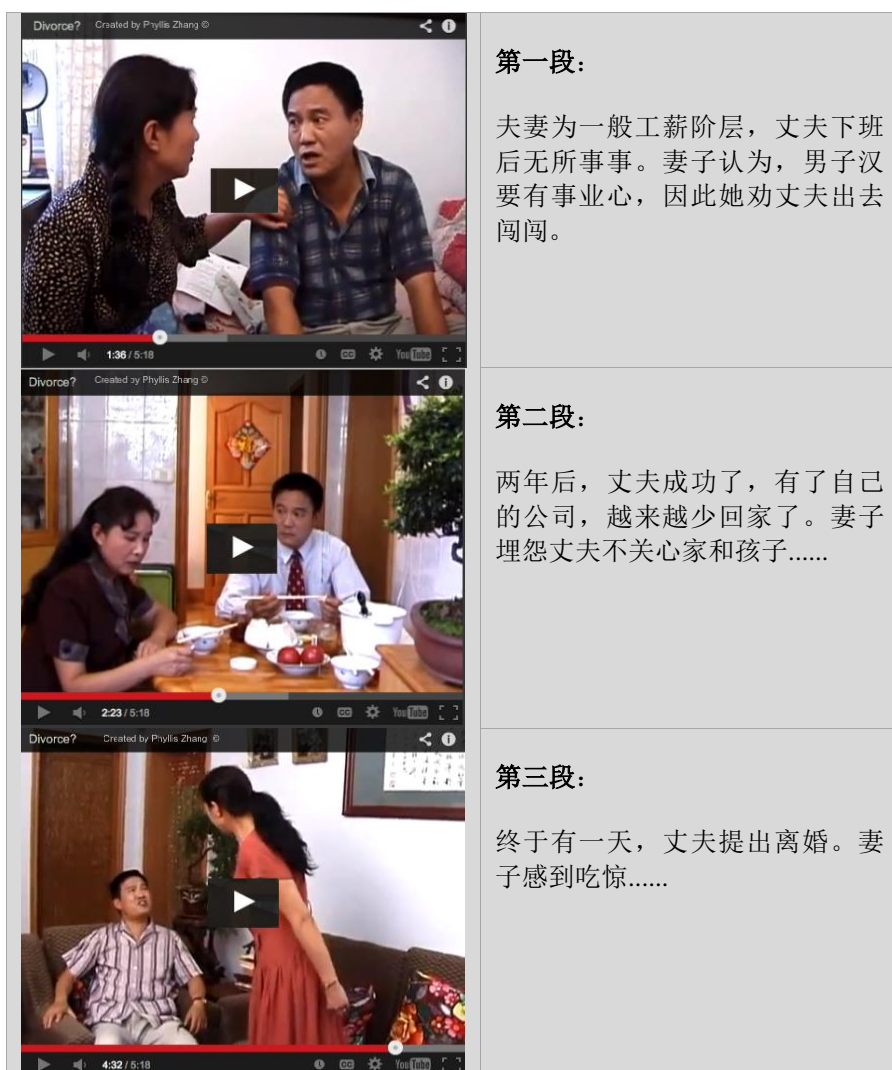 Divorce? Created by Phyllis Zhang ©
第一段：
夫妻为一般工薪阶层，丈夫下班
后无所事事。妻子认为，男子汉
要有事业心，因此她劝丈夫出去
闯闯。
1:36 / 5:18
CC
YouTube
Divorce? Created by Phyllis Zhang ©
第二段：
两年后，丈夫成功了，有了自己
的公司，越来越少回家了。妻子
埋怨丈夫不关心家和孩子......
2:23 / 5:18
CC
YouTube
Divorce? Created by Phyllis Zhang ©
第三段：
终于有一天，丈夫提出离婚。妻
子感到吃惊......
4:32 / 5:18
CC
YouTube